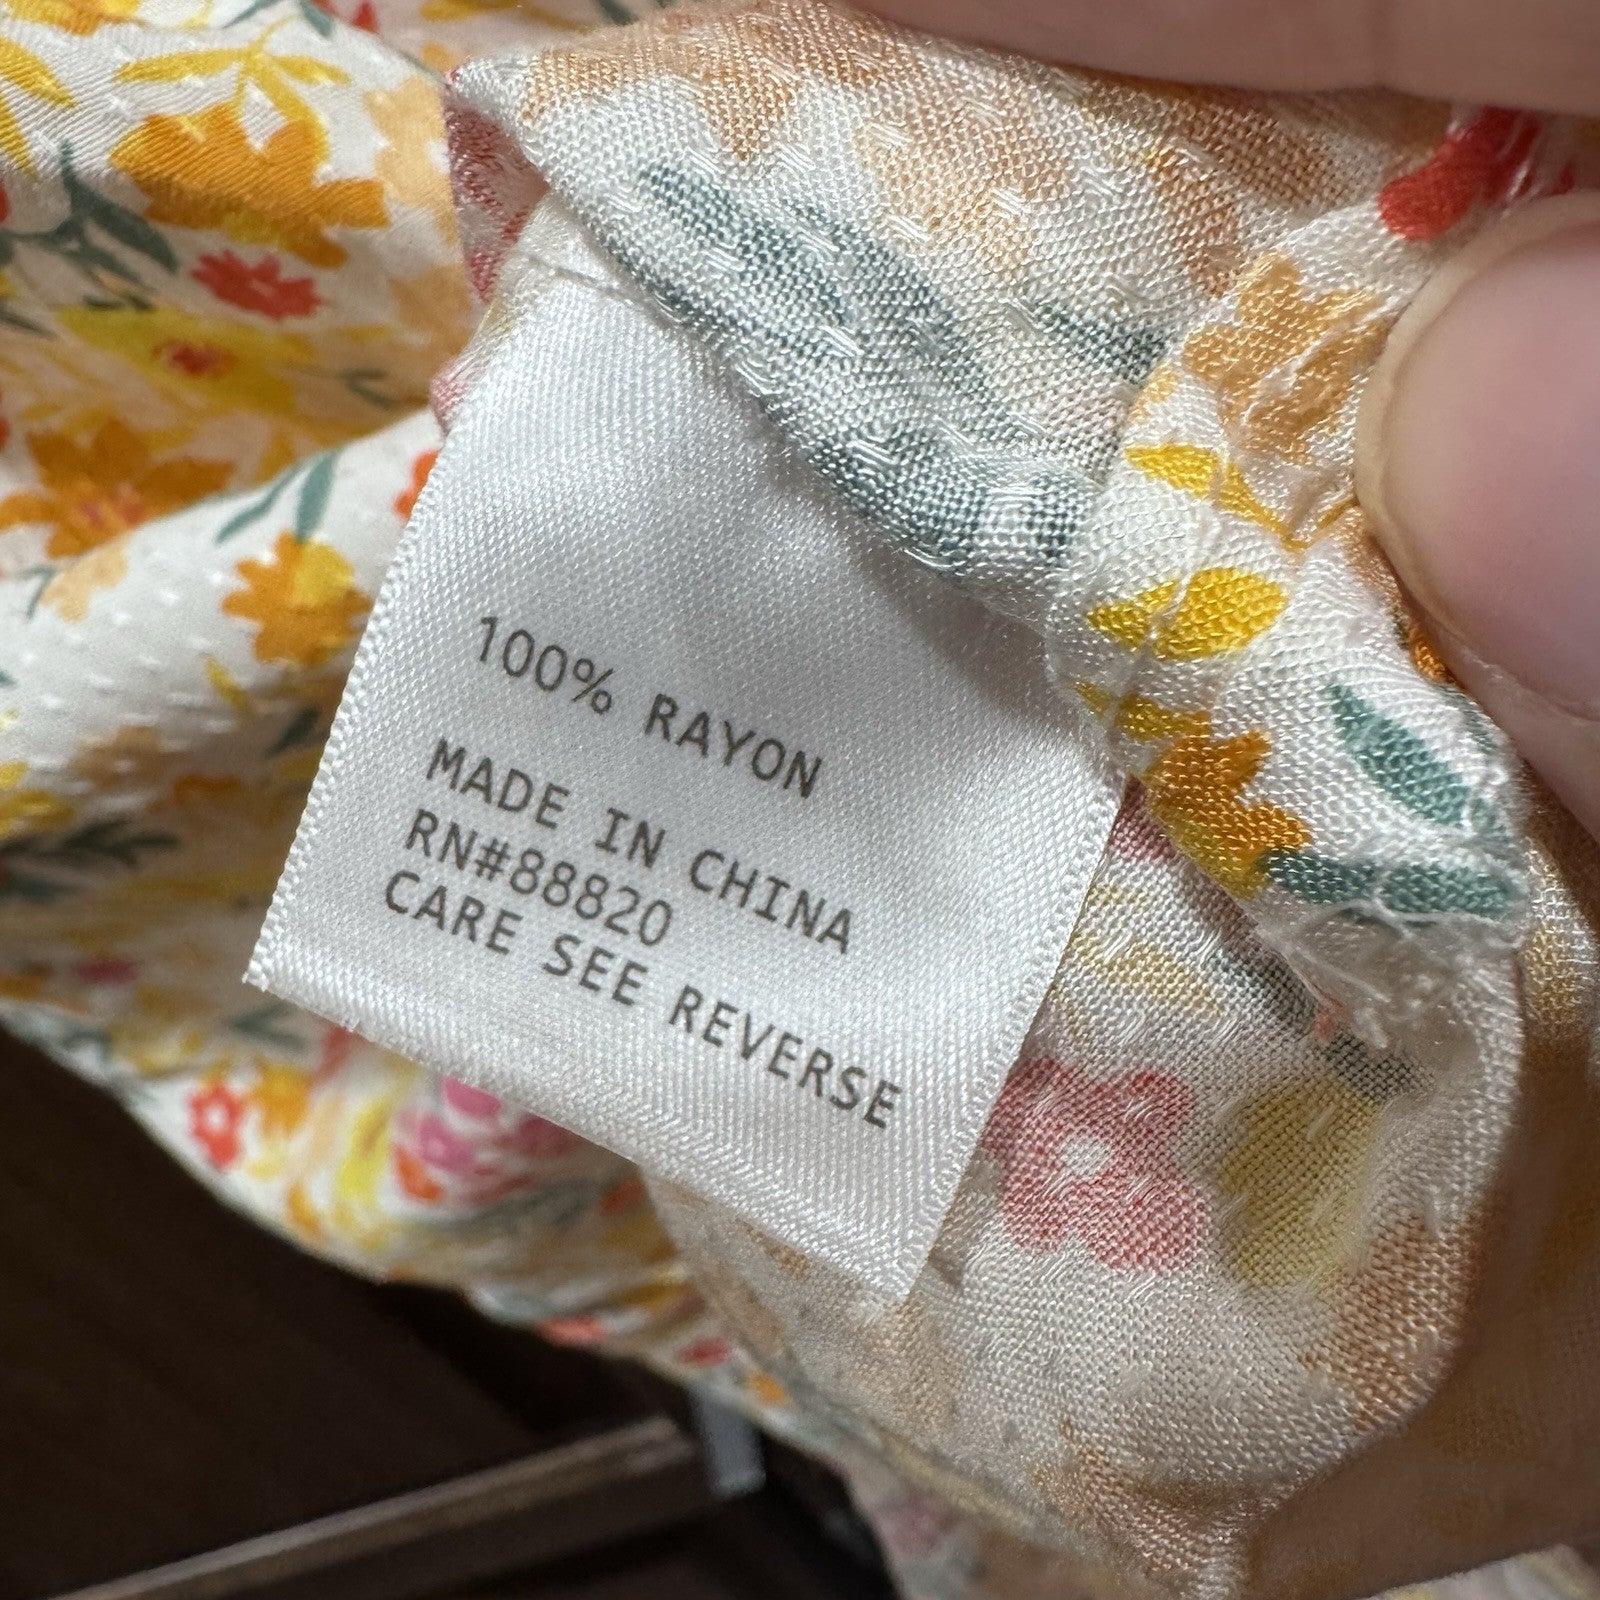 100% RAYON
MADE IN CHINA
RN#88820
CARE SEE REVERSE